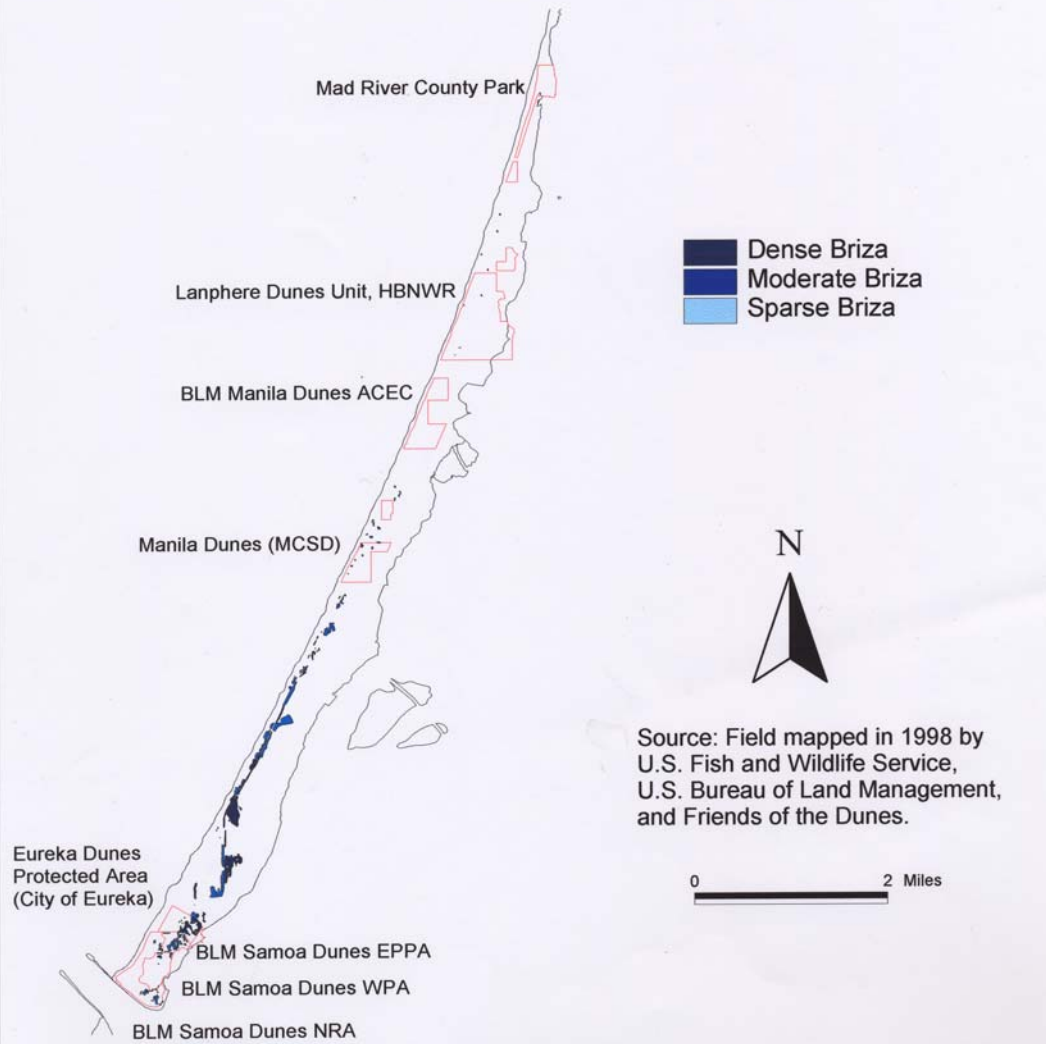 Mad River County Park
Dense Briza
Moderate Briza
Sparse Briza
Lanphere Dunes Unit, HBNWR
BLM Manila Dunes ACEC
Manila Dunes (MCSD)
N
Source: Field mapped in 1998 by
U.S. Fish and Wildlife Service,
U.S. Bureau of Land Management,
and Friends of the Dunes.
Eureka Dunes
Protected Area
(City of Eureka)
0 2 Miles
BLM Samoa Dunes EPPA
BLM Samoa Dunes WPA
BLM Samoa Dunes NRA